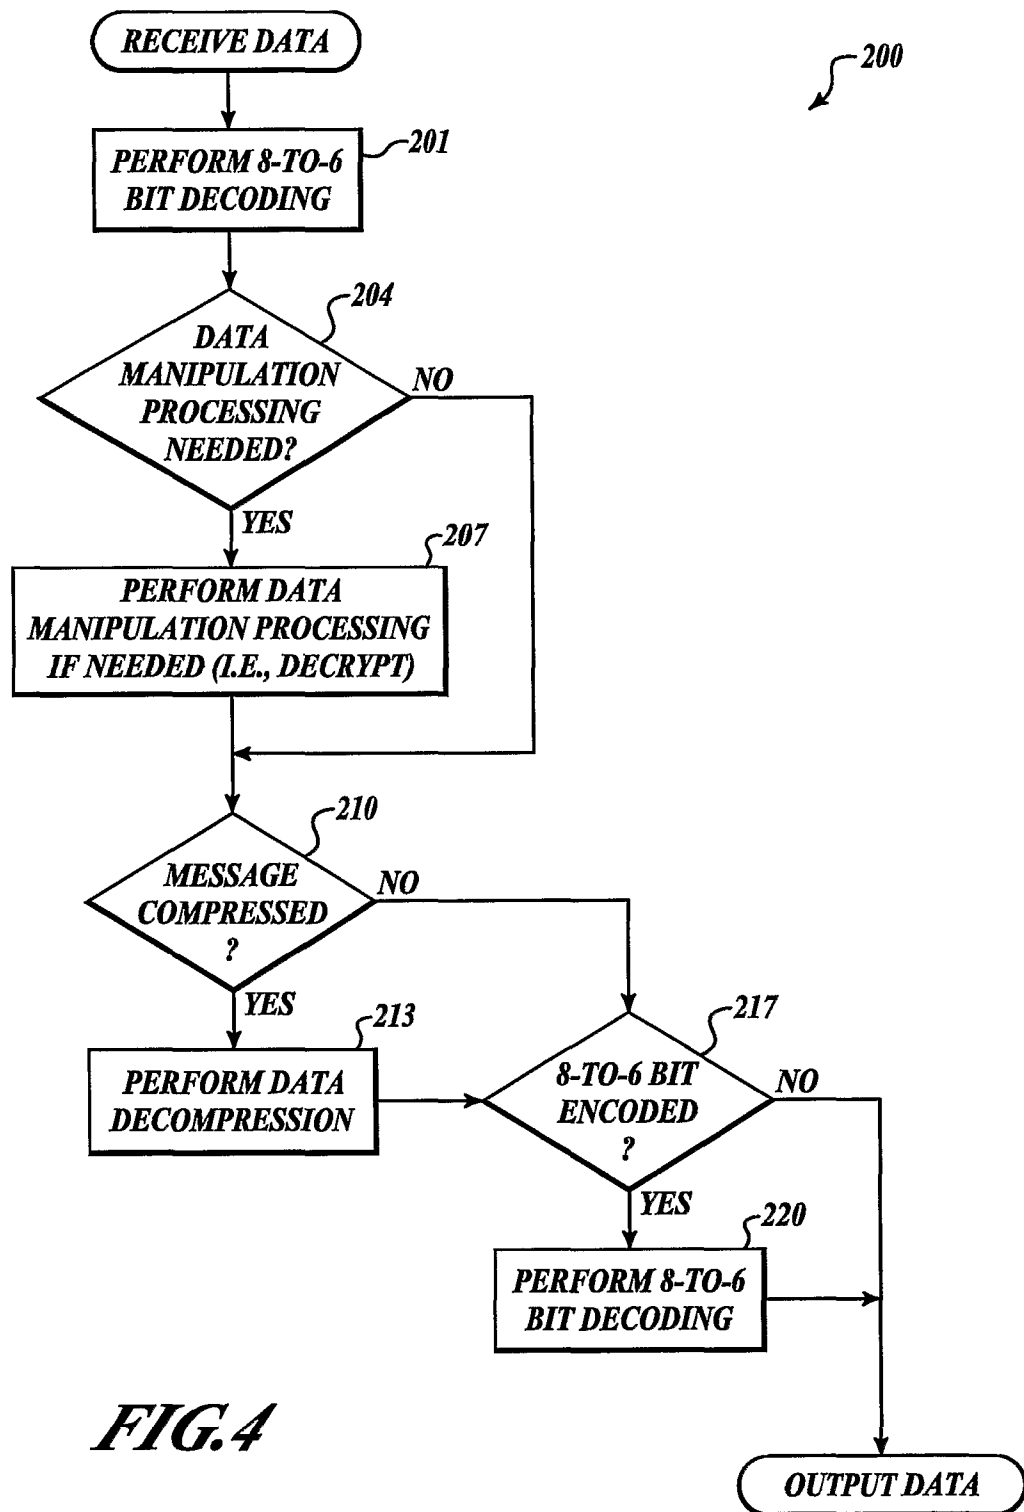 RECEIVE DATA
200
201
PERFORM 8-TO-6
BIT DECODING
204
DATA
MANIPULATION
PROCESSING
NEEDED?
NO
YES
207
PERFORM DATA
MANIPULATION PROCESSING
IF NEEDED (I.E., DECRYPT)
210
MESSAGE
COMPRESSED
?
NO
YES
213
PERFORM DATA
DECOMPRESSION
217
8-TO-6 BIT
ENCODED
?
NO
YES
220
PERFORM 8-TO-6
BIT DECODING
FIG.4
OUTPUT DATA